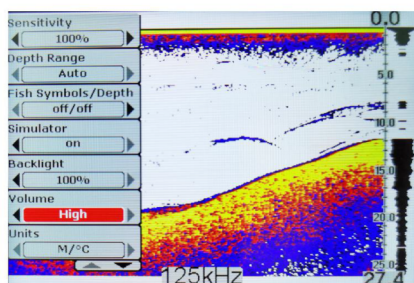 Sensitivity
100%
Depth Range
Auto
Fish Symbols/Depth
off/off
Simulator
on
Backlight
100%
Volume
High
Units
M/°C
0.0
5.0
10.0
15.0
20.0
25.0
125kHz
27.4